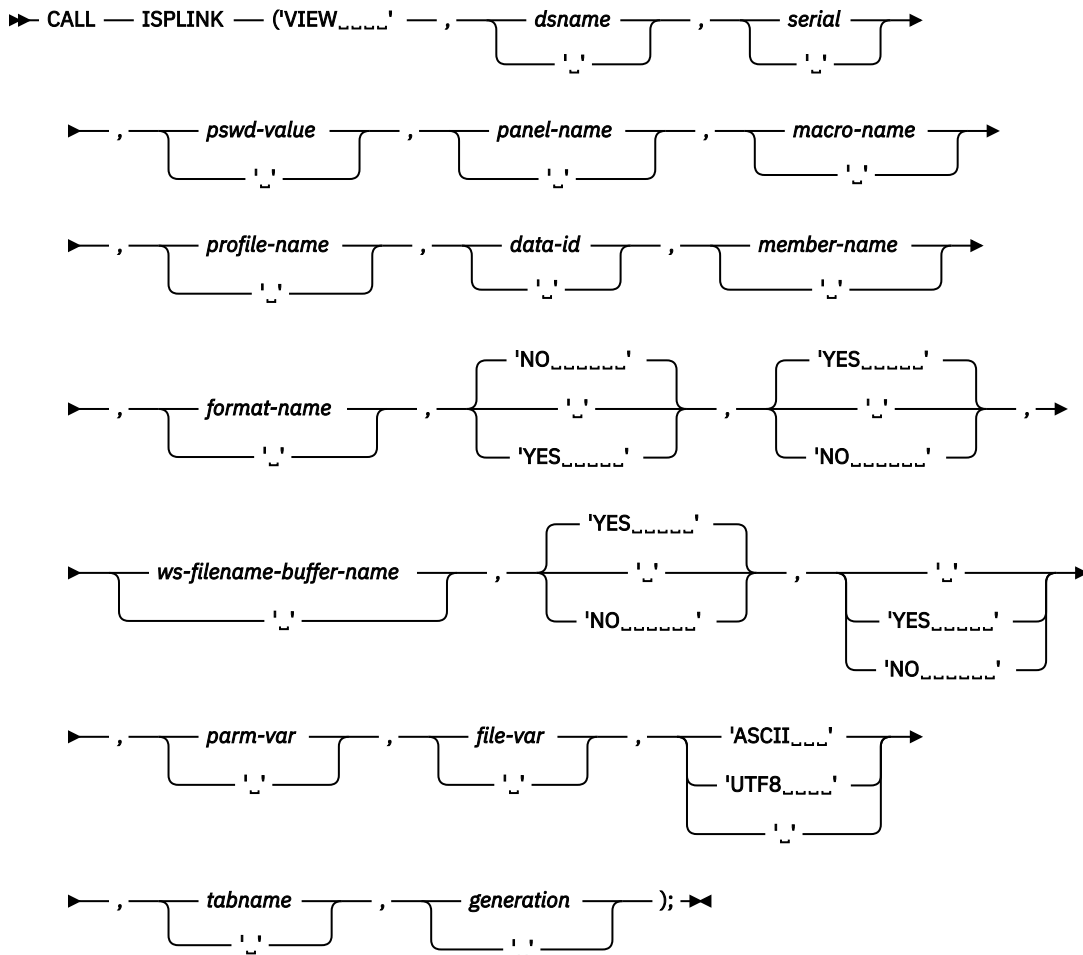 CALL ISPLINK ('VIEW␣␣␣␣' , dsname , serial
'␣' '␣'
, pswd-value , panel-name , macro-name
'␣' '␣' '␣'
, profile-name , data-id , member-name
'␣' '␣' '␣'
'NO␣␣␣␣␣␣' 'YES␣␣␣␣␣'
, format-name , '␣' , '␣' ,
'␣' 'YES␣␣␣␣␣' 'NO␣␣␣␣␣␣'
'YES␣␣␣␣␣'
ws-filename-buffer-name , '␣' , '␣'
'␣' 'NO␣␣␣␣␣␣' 'YES␣␣␣␣␣'
'NO␣␣␣␣␣␣'
, parm-var , file-var , 'ASCII␣␣␣'
'␣' '␣' 'UTF8␣␣␣␣'
'␣'
, tabname , generation );
'␣' '␣'